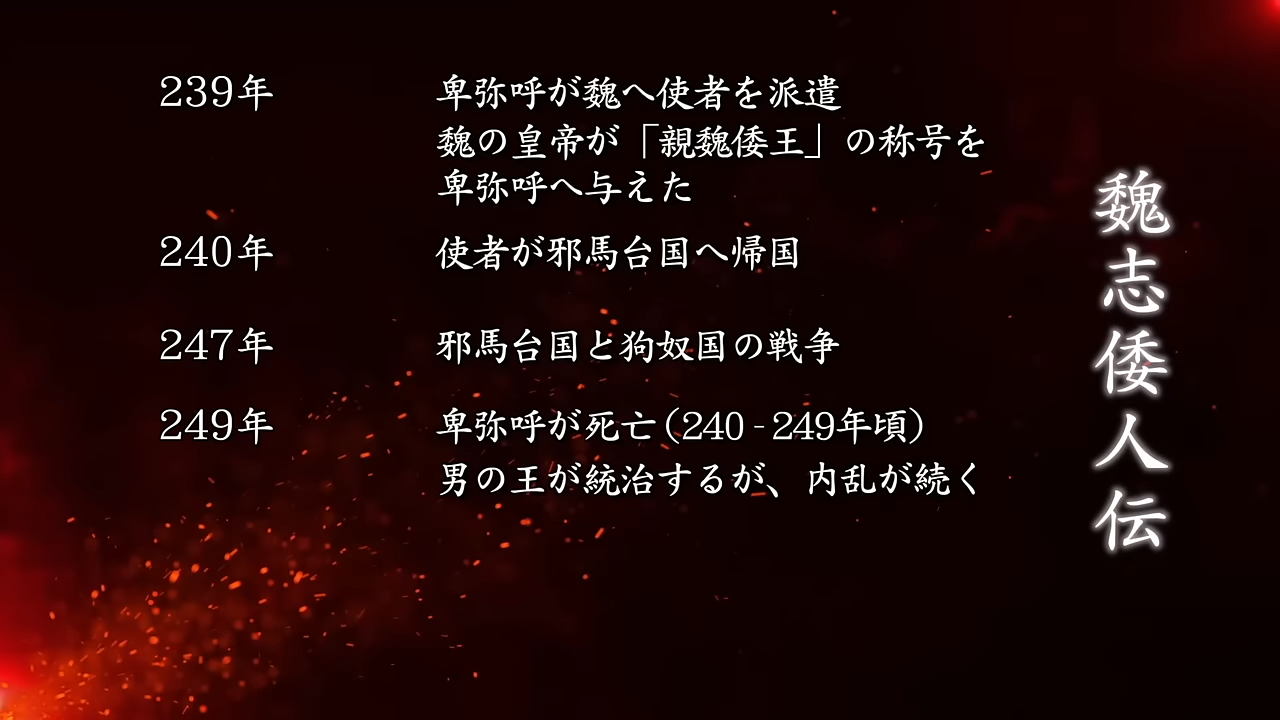 魏志倭人伝
239年 卑弥呼が魏へ使者を派遣
魏の皇帝が「親魏倭王」の称号を
卑弥呼へ与えた
240年 使者が邪馬台国へ帰国
247年 邪馬台国と狗奴国の戦争
249年 卑弥呼が死亡(240-249年頃)
男の王が統治するが、内乱が続く